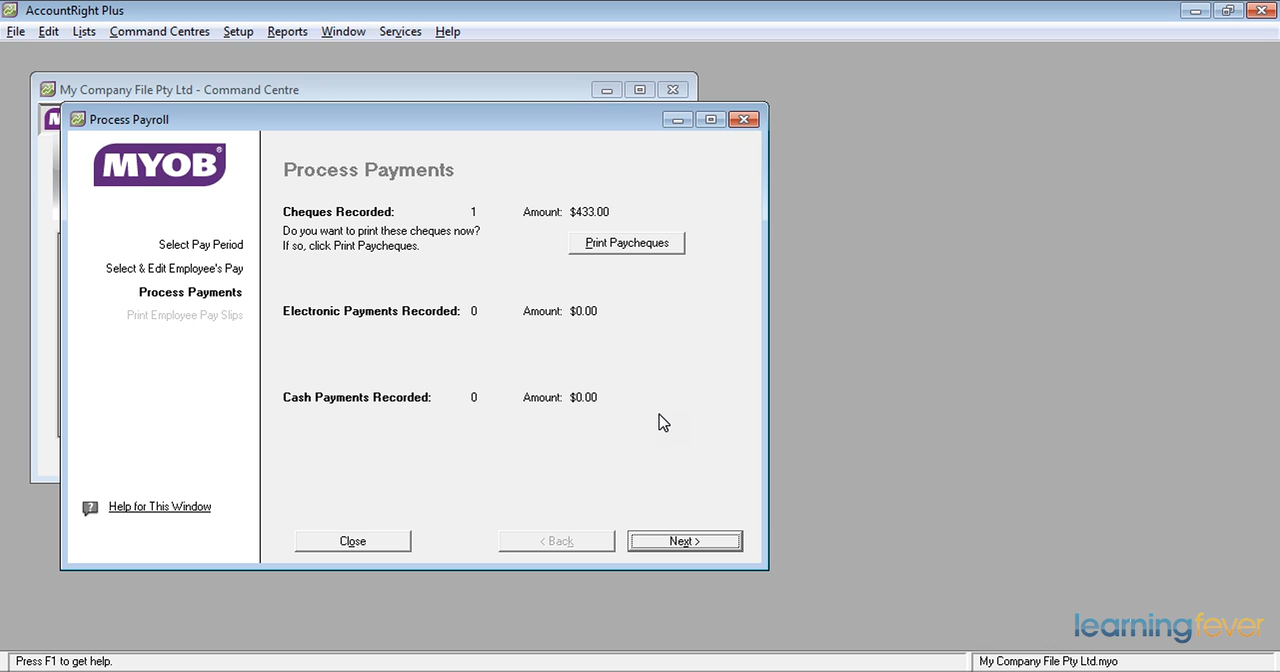 AccountRight Plus
File Edit Lists Command Centres Setup Reports Window Services Help
My Company File Pty Ltd - Command Centre
Process Payroll
MYOB®
Process Payments
Cheques Recorded: 1 Amount: $433.00
Do you want to print these cheques now?
If so, click Print Paycheques.
Print Paycheques
Select Pay Period
Select & Edit Employee's Pay
Process Payments
Print Employee Pay Slips
Electronic Payments Recorded: 0 Amount: $0.00
Cash Payments Recorded: 0 Amount: $0.00
Help for This Window
Close < Back Next >
learningfever
Press F1 to get help. My Company File Pty Ltd.myo